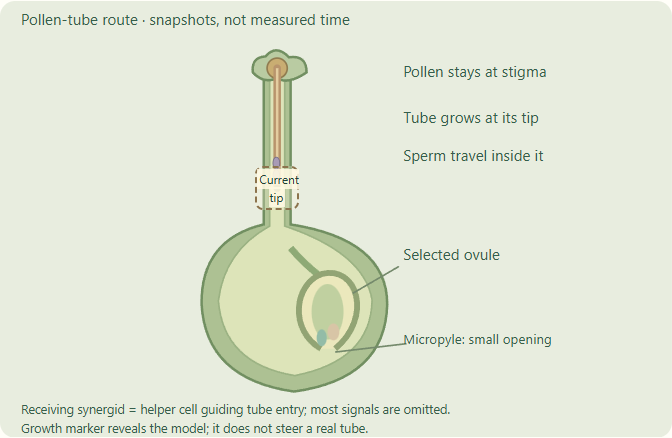 Pollen-tube route · snapshots, not measured time
Pollen stays at stigma
Tube grows at its tip
Sperm travel inside it
Current
tip
Selected ovule
Micropyle: small opening
Receiving synergid = helper cell guiding tube entry; most signals are omitted.
Growth marker reveals the model; it does not steer a real tube.